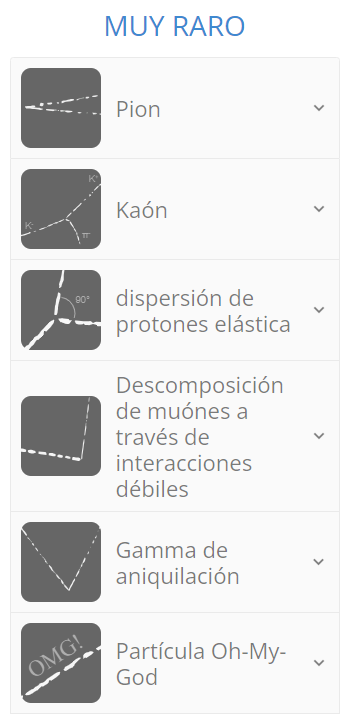 MUY RARO
Pion
K⁺
Kaón
K⁻
π⁻
dispersión de
90°
protones elástica
Descomposición
de muónes a
través de
interacciones
débiles
Gamma de
aniquilación
OMG!
Partícula Oh-My-
God